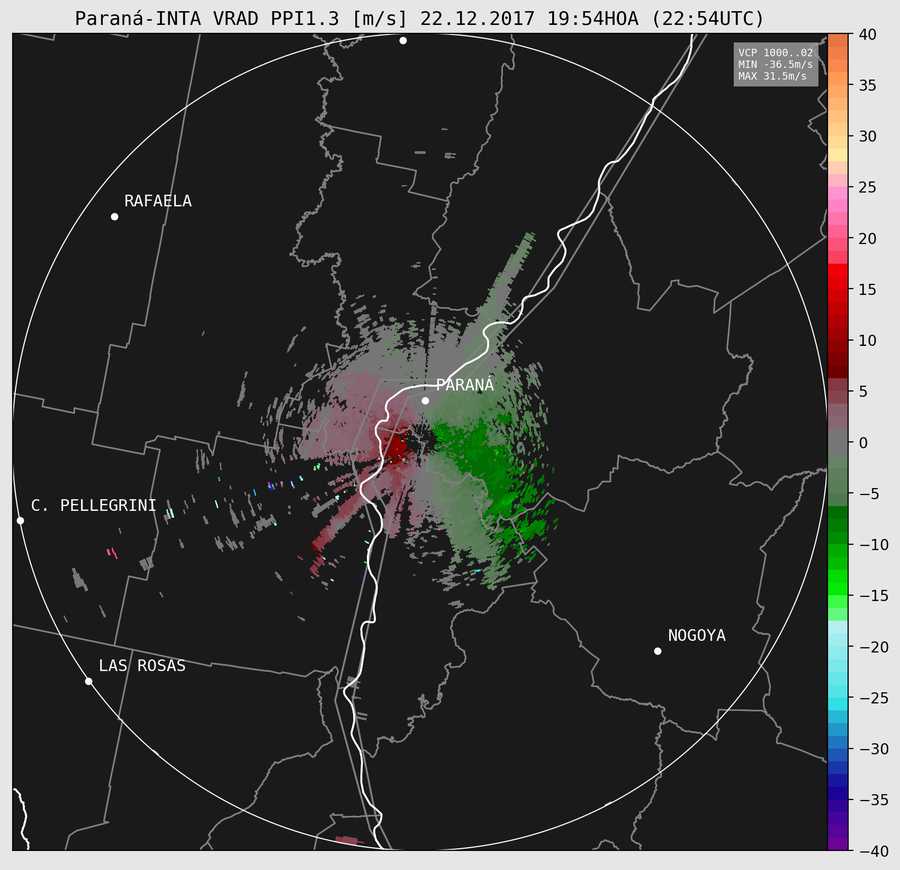 Paraná-INTA VRAD PPI1.3 [m/s] 22.12.2017 19:54HOA (22:54UTC)
VCP 1000..02
MIN -36.5m/s
MAX 31.5m/s
RAFAELA
PARANÁ
C. PELLEGRINI
NOGOYA
LAS ROSAS
40
35
30
25
20
15
10
5
0
−5
−10
−15
−20
−25
−30
−35
−40